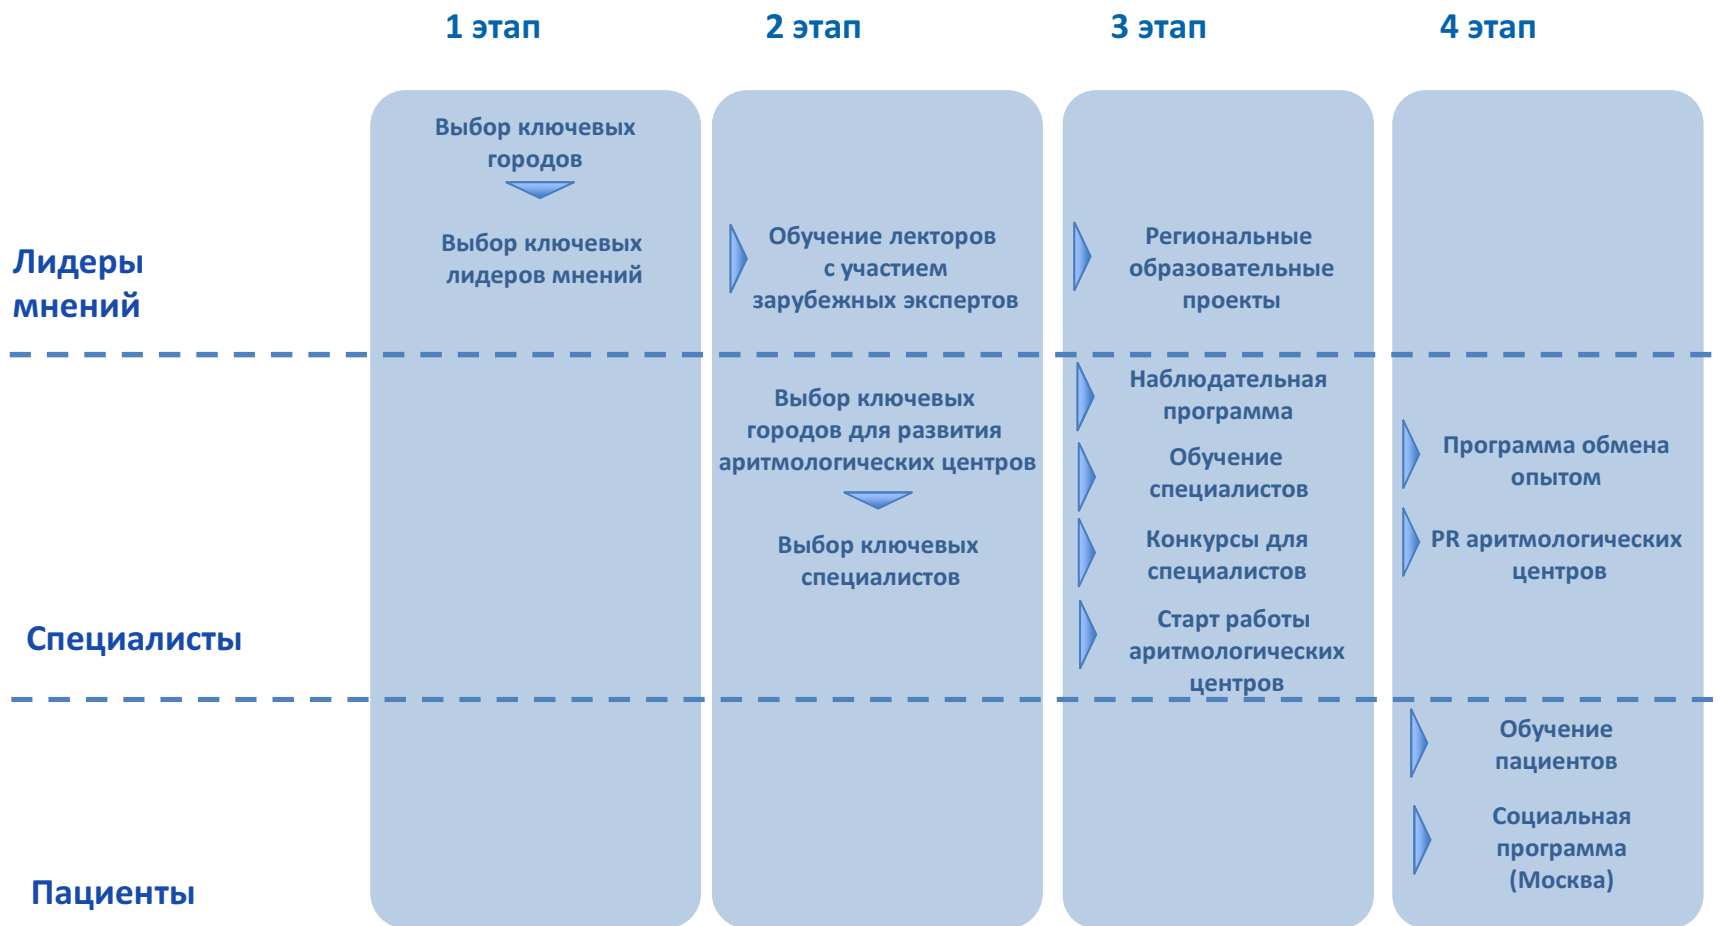 1 этап
2 этап
3 этап
4 этап
Лидеры
мнений
Выбор ключевых
городов
Выбор ключевых
лидеров мнений
Обучение лекторов
с участием
зарубежных экспертов
Региональные
образовательные
проекты
Специалисты
Выбор ключевых
городов для развития
аритмологических центров
Выбор ключевых
специалистов
Наблюдательная
программа
Обучение
специалистов
Конкурсы для
специалистов
Старт работы
аритмологических
центров
Программа обмена
опытом
PR аритмологических
центров
Пациенты
Обучение
пациентов
Социальная
программа
(Москва)